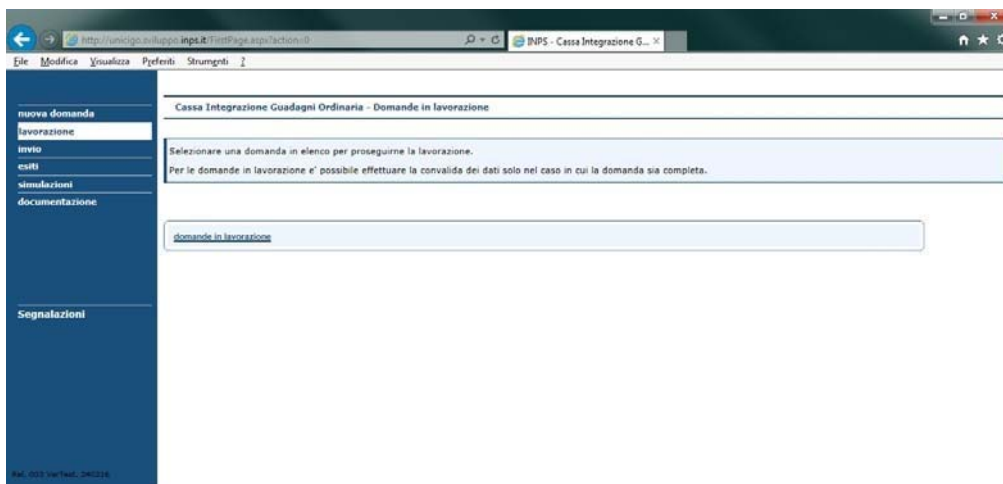 http://unicigo.sviluppo.inps.it/FirstPage.aspx?action=0
INPS - Cassa Integrazione G...
File Modifica Visualizza Preferiti Strumenti ?
nuova domanda
lavorazione
invio
esiti
simulazioni
documentazione
Segnalazioni
Cassa Integrazione Guadagni Ordinaria - Domande in lavorazione
Selezionare una domanda in elenco per proseguirne la lavorazione.
Per le domande in lavorazione e' possibile effettuare la convalida dei dati solo nel caso in cui la domanda sia completa.
domande in lavorazione